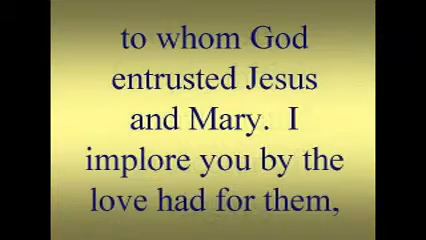 to whom God
entrusted Jesus
and Mary.  I
implore you by the
love had for them,